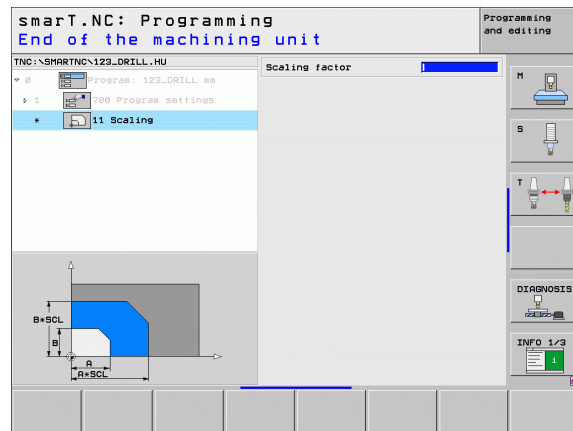 smarT.NC: Programming
End of the machining unit
Programming
and editing
TNC:\SMARTNC\123_DRILL.HU
0 Program: 123_DRILL mm
1 700 Program settings
* 11 Scaling
Scaling factor
M
S
T
DIAGNOSIS
INFO 1/3
i
B*SCL
B
A
A*SCL